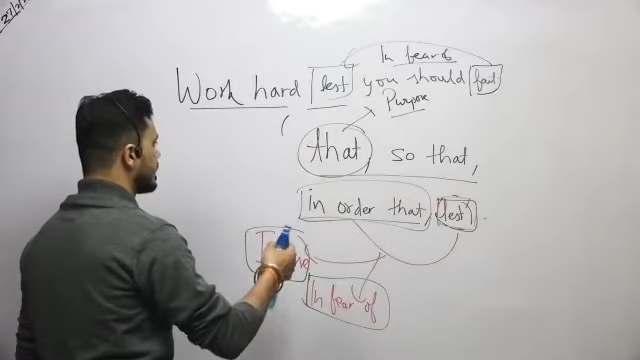 In fear of
Work hard lest you should fail
Purpose
that, so that,
in order that, lest.
In fear of